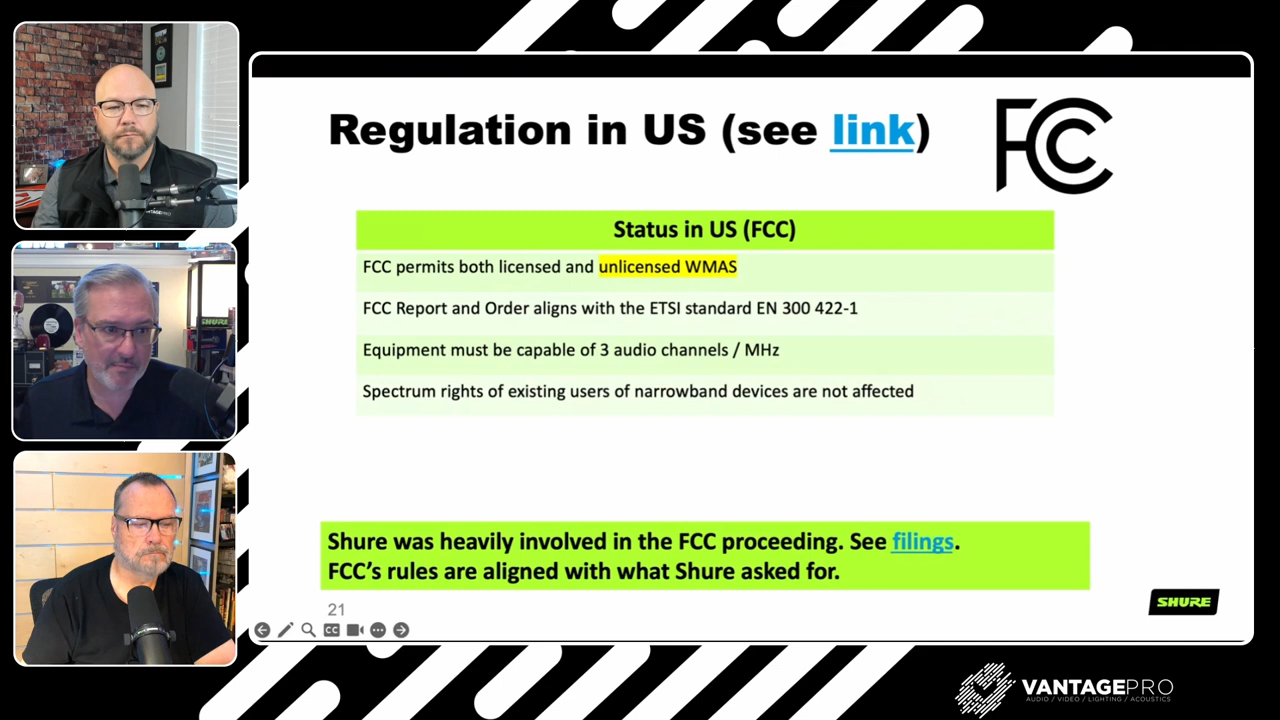 Regulation in US (see link)
FCC
Status in US (FCC)
FCC permits both licensed and unlicensed WMAS
FCC Report and Order aligns with the ETSI standard EN 300 422-1
Equipment must be capable of 3 audio channels / MHz
Spectrum rights of existing users of narrowband devices are not affected
Shure was heavily involved in the FCC proceeding. See filings.
FCC's rules are aligned with what Shure asked for.
21
CC
SHURE
SHURE
VANTAGEPRO
AUDIO / VIDEO / LIGHTING / ACOUSTICS